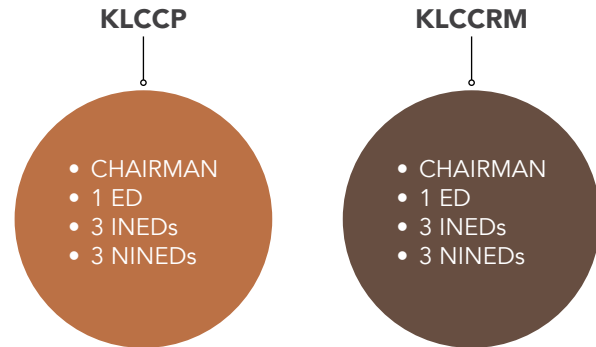 KLCCP
• CHAIRMAN
• 1 ED
• 3 INEDs
• 3 NINEDs
KLCCRM
• CHAIRMAN
• 1 ED
• 3 INEDs
• 3 NINEDs